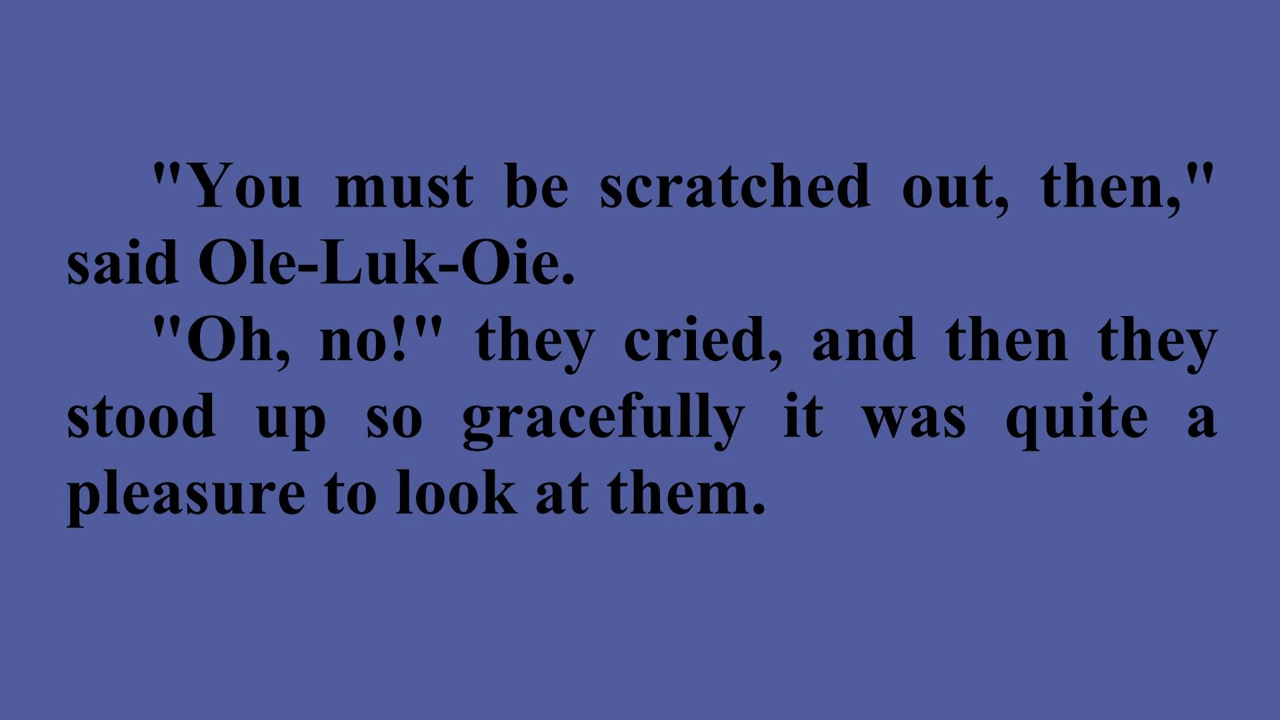 "You must be scratched out, then,"
said Ole-Luk-Oie.
"Oh, no!" they cried, and then they
stood up so gracefully it was quite a
pleasure to look at them.